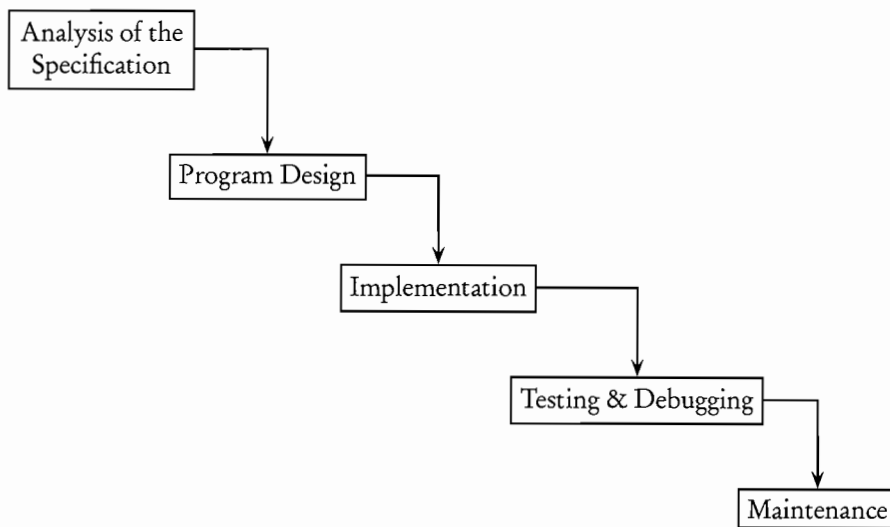 Analysis of the
Specification
Program Design
Implementation
Testing & Debugging
Maintenance